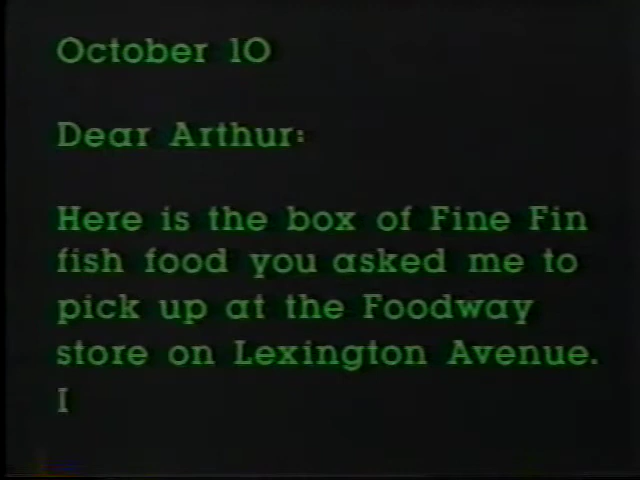 October 10
Dear Arthur:
Here is the box of Fine Fin
fish food you asked me to
pick up at the Foodway
store on Lexington Avenue.
I